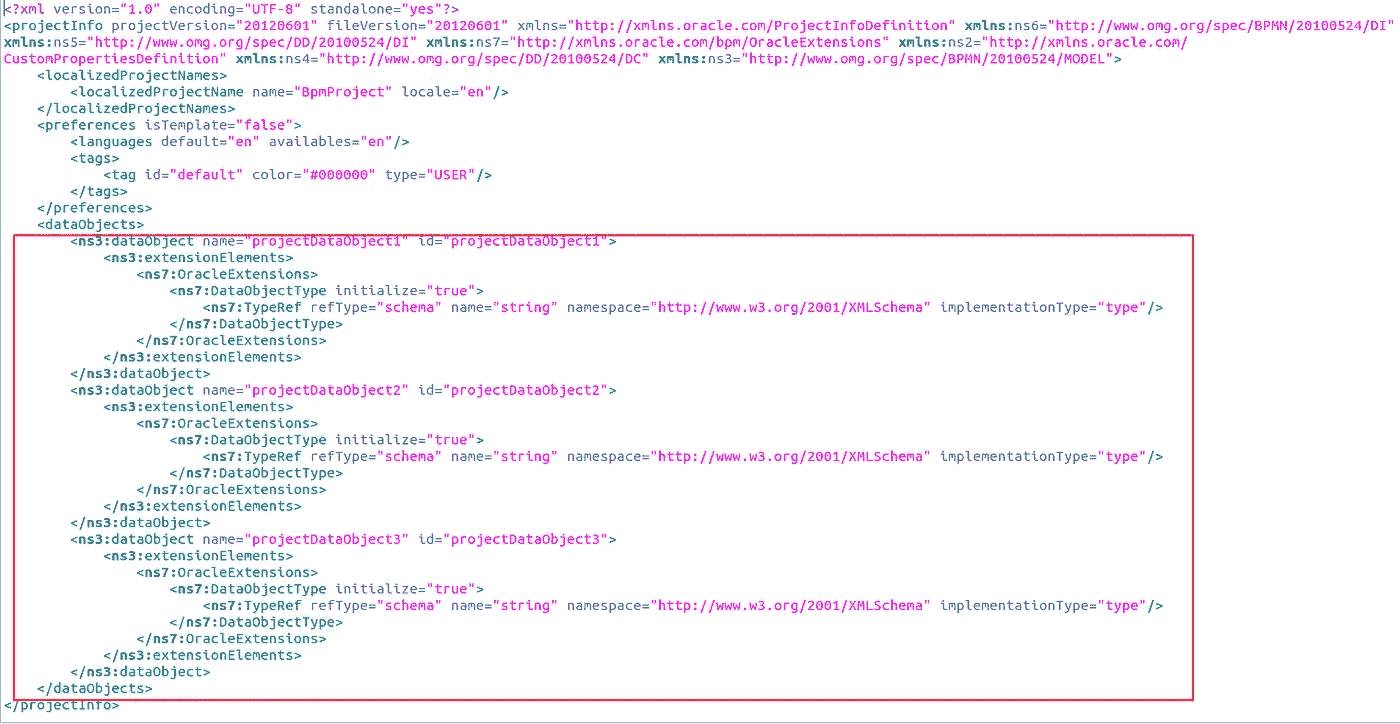 <?xml version="1.0" encoding="UTF-8" standalone="yes"?>
<projectInfo projectVersion="20120601" fileVersion="20120601" xmlns="http://xmlns.oracle.com/ProjectInfoDefinition" xmlns:ns6="http://www.omg.org/spec/BPMN/20100524/DI"
xmlns:ns5="http://www.omg.org/spec/DD/20100524/DI" xmlns:ns7="http://xmlns.oracle.com/bpm/OracleExtensions" xmlns:ns2="http://xmlns.oracle.com/
CustomPropertiesDefinition" xmlns:ns4="http://www.omg.org/spec/DD/20100524/DC" xmlns:ns3="http://www.omg.org/spec/BPMN/20100524/MODEL">
    <localizedProjectNames>
        <localizedProjectName name="BpmProject" locale="en"/>
    </localizedProjectNames>
    <preferences isTemplate="false">
        <languages default="en" availables="en"/>
        <tags>
            <tag id="default" color="#000000" type="USER"/>
        </tags>
    </preferences>
    <dataObjects>
        <ns3:dataObject name="projectDataObject1" id="projectDataObject1">
            <ns3:extensionElements>
                <ns7:OracleExtensions>
                    <ns7:DataObjectType initialize="true">
                        <ns7:TypeRef refType="schema" name="string" namespace="http://www.w3.org/2001/XMLSchema" implementationType="type"/>
                    </ns7:DataObjectType>
                </ns7:OracleExtensions>
            </ns3:extensionElements>
        </ns3:dataObject>
        <ns3:dataObject name="projectDataObject2" id="projectDataObject2">
            <ns3:extensionElements>
                <ns7:OracleExtensions>
                    <ns7:DataObjectType initialize="true">
                        <ns7:TypeRef refType="schema" name="string" namespace="http://www.w3.org/2001/XMLSchema" implementationType="type"/>
                    </ns7:DataObjectType>
                </ns7:OracleExtensions>
            </ns3:extensionElements>
        </ns3:dataObject>
        <ns3:dataObject name="projectDataObject3" id="projectDataObject3">
            <ns3:extensionElements>
                <ns7:OracleExtensions>
                    <ns7:DataObjectType initialize="true">
                        <ns7:TypeRef refType="schema" name="string" namespace="http://www.w3.org/2001/XMLSchema" implementationType="type"/>
                    </ns7:DataObjectType>
                </ns7:OracleExtensions>
            </ns3:extensionElements>
        </ns3:dataObject>
    </dataObjects>
</projectInfo>